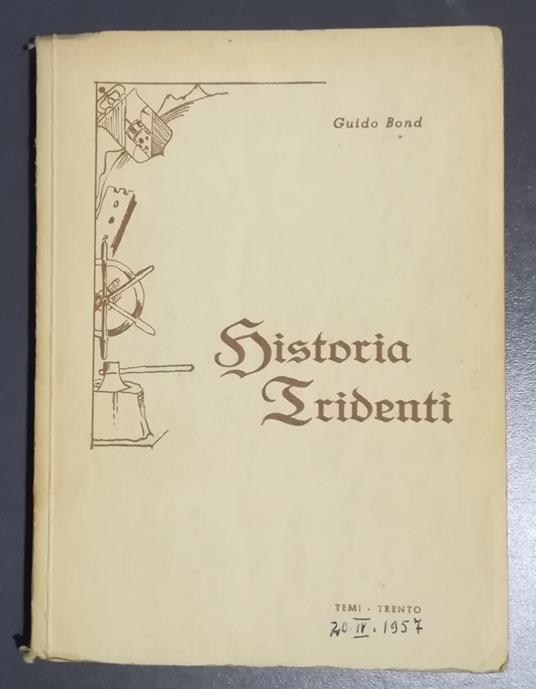 Guido Bond
Historia
Tridenti
TEMI - TRENTO
20.IV.1957